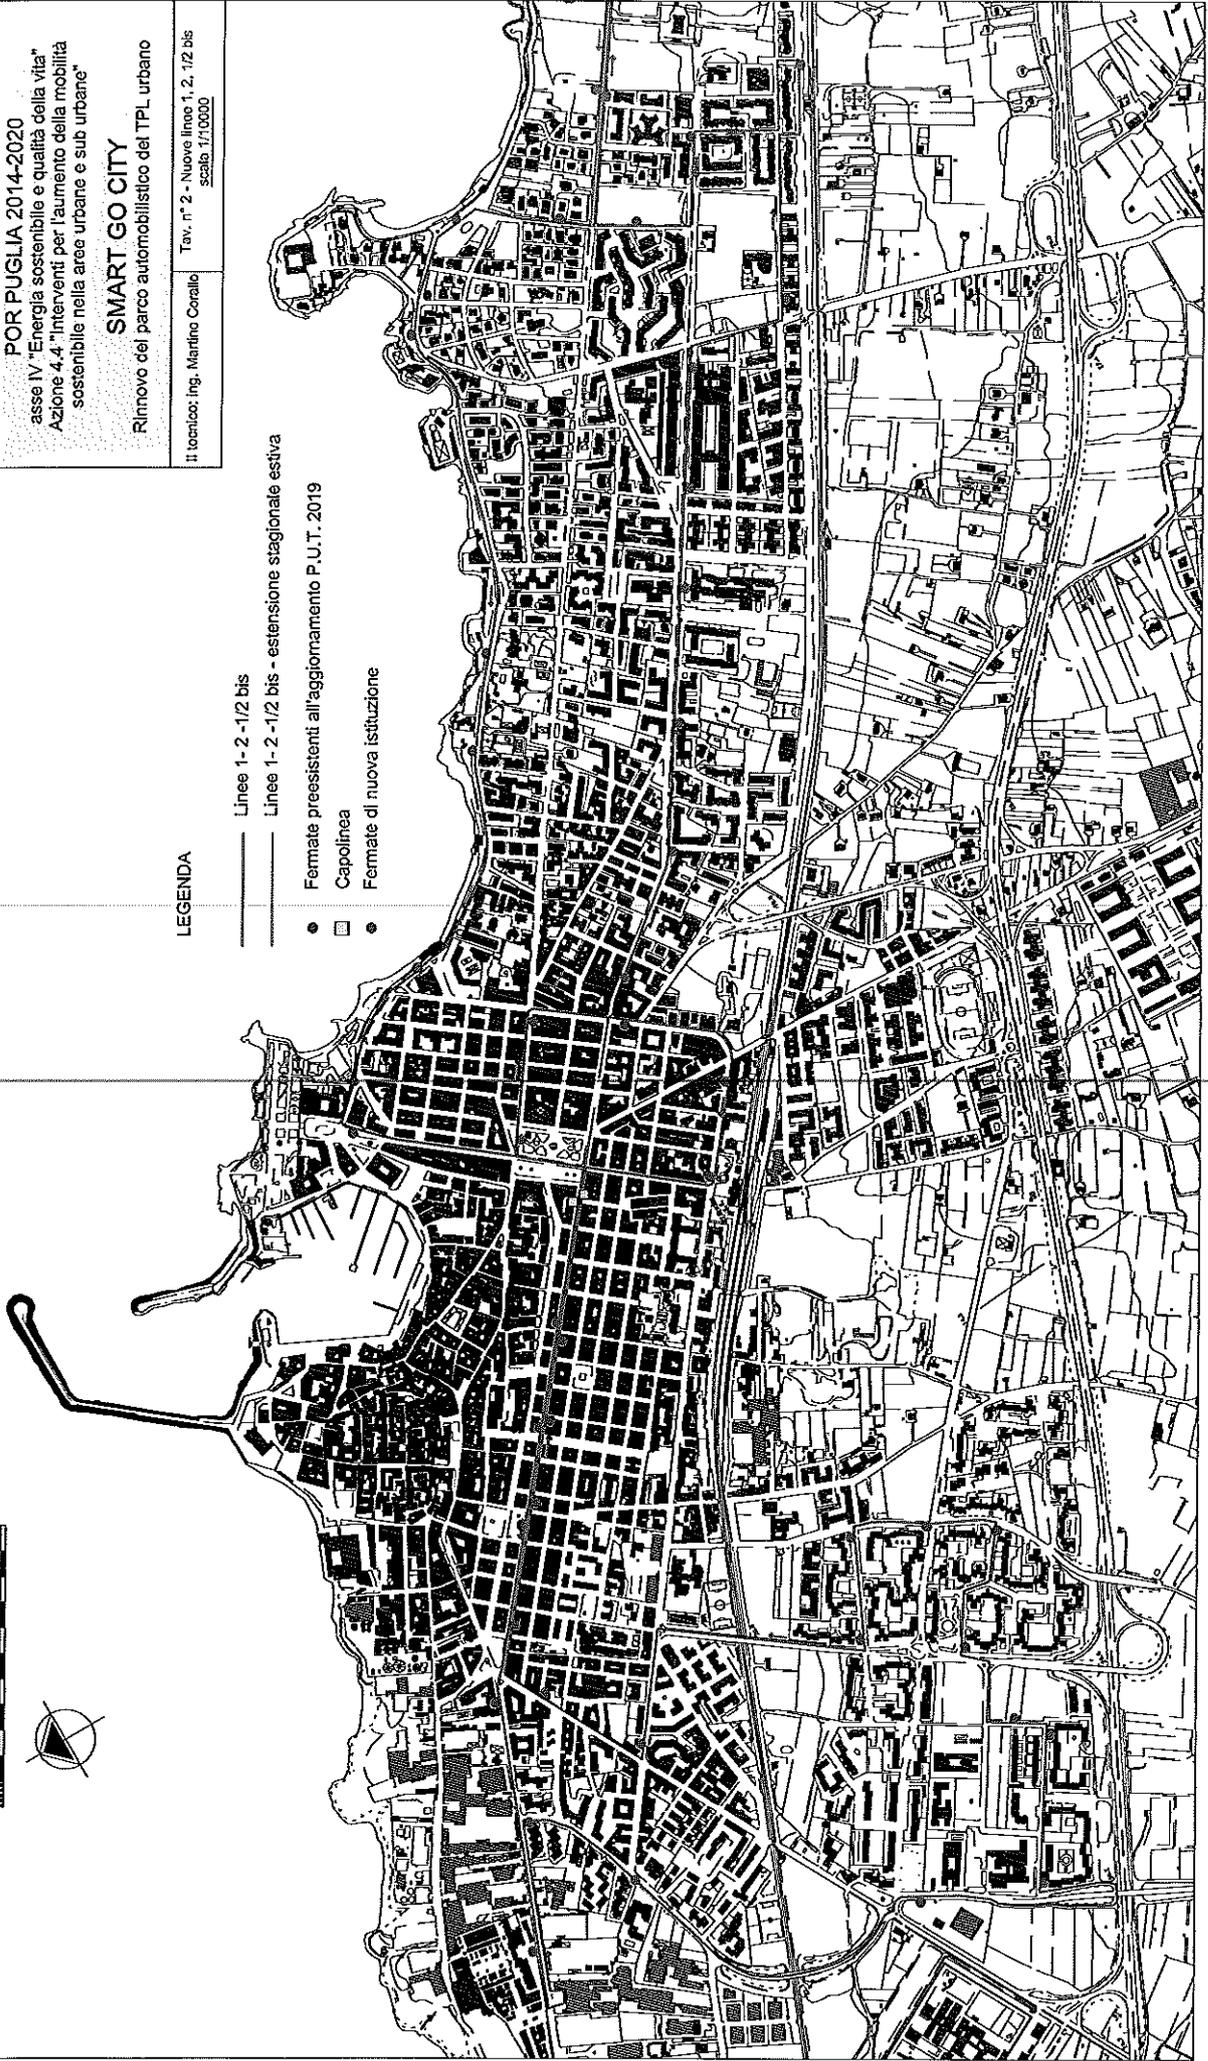 POR PUGLIA 2014-2020
asse IV "Energia sostenibile e qualità della vita"
Azione 4.4 "Interventi per l'aumento della mobilità
sostenibile nella aree urbane e sub urbane"
SMART GO CITY
Rinnovo del parco automobilistico del TPL urbano
Il tecnico: ing. Martino Corallo
Tav. n° 2 - Nuove linee 1, 2, 1/2 bis
scala 1/10000
LEGENDA
Linee 1- 2 -1/2 bis
Linee 1- 2 -1/2 bis - estensione stagionale estiva
Fermate preesistenti all'aggiornamento P.U.T. 2019
Capolinea
Fermate di nuova istituzione